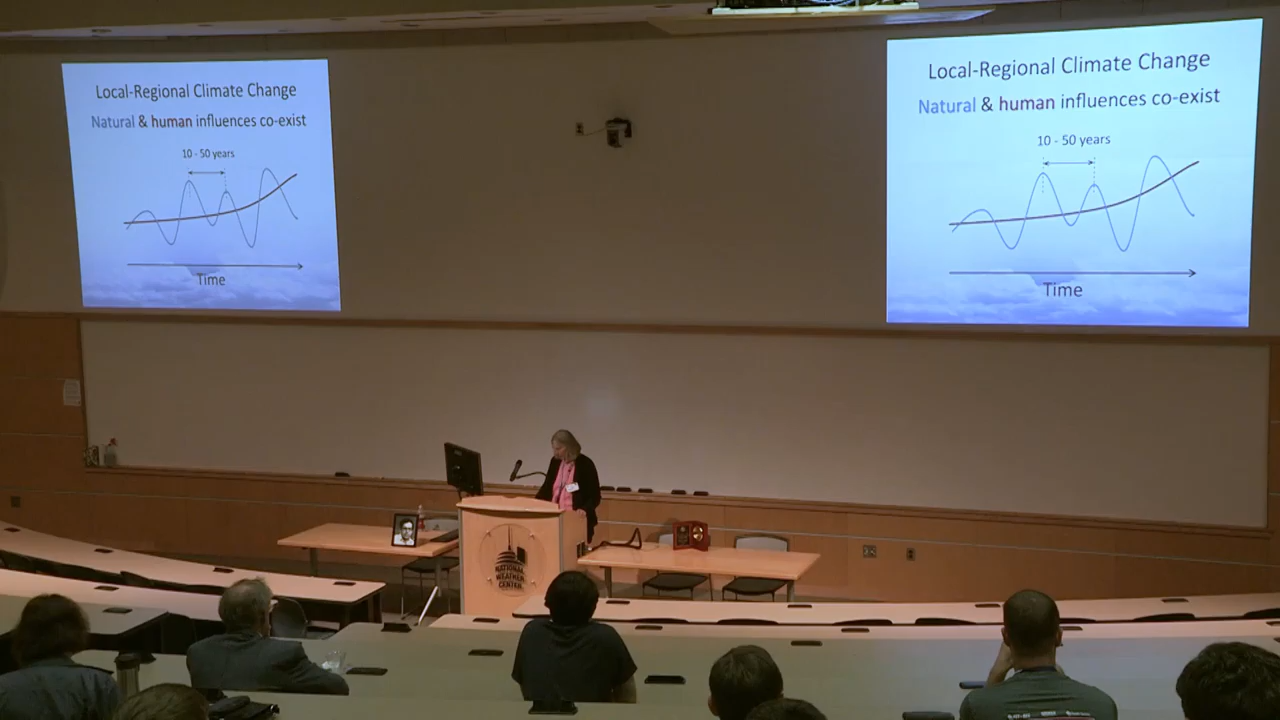 Local-Regional Climate Change
Natural & human influences co-exist
10 - 50 years
Time
Local-Regional Climate Change
Natural & human influences co-exist
10 - 50 years
Time
NATIONAL
WEATHER
CENTER